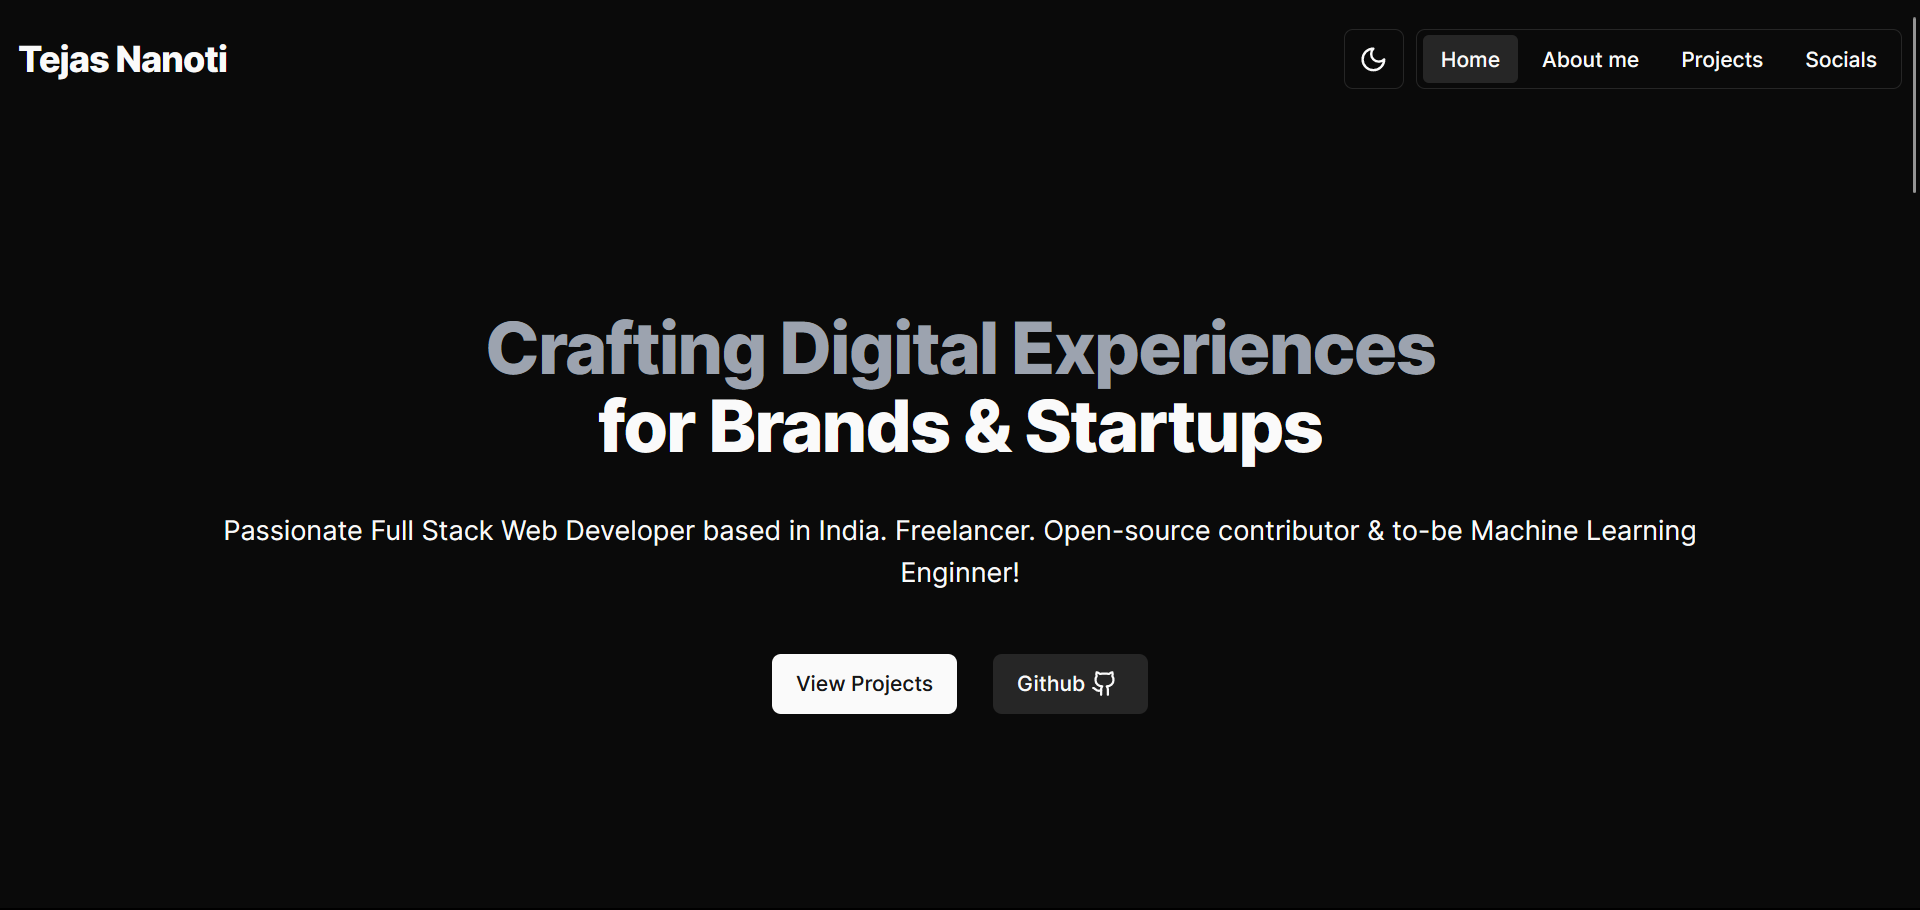 Tejas Nanoti
Home
About me
Projects
Socials
Crafting Digital Experiences
for Brands & Startups
Passionate Full Stack Web Developer based in India. Freelancer. Open-source contributor & to-be Machine Learning
Enginner!
View Projects
Github